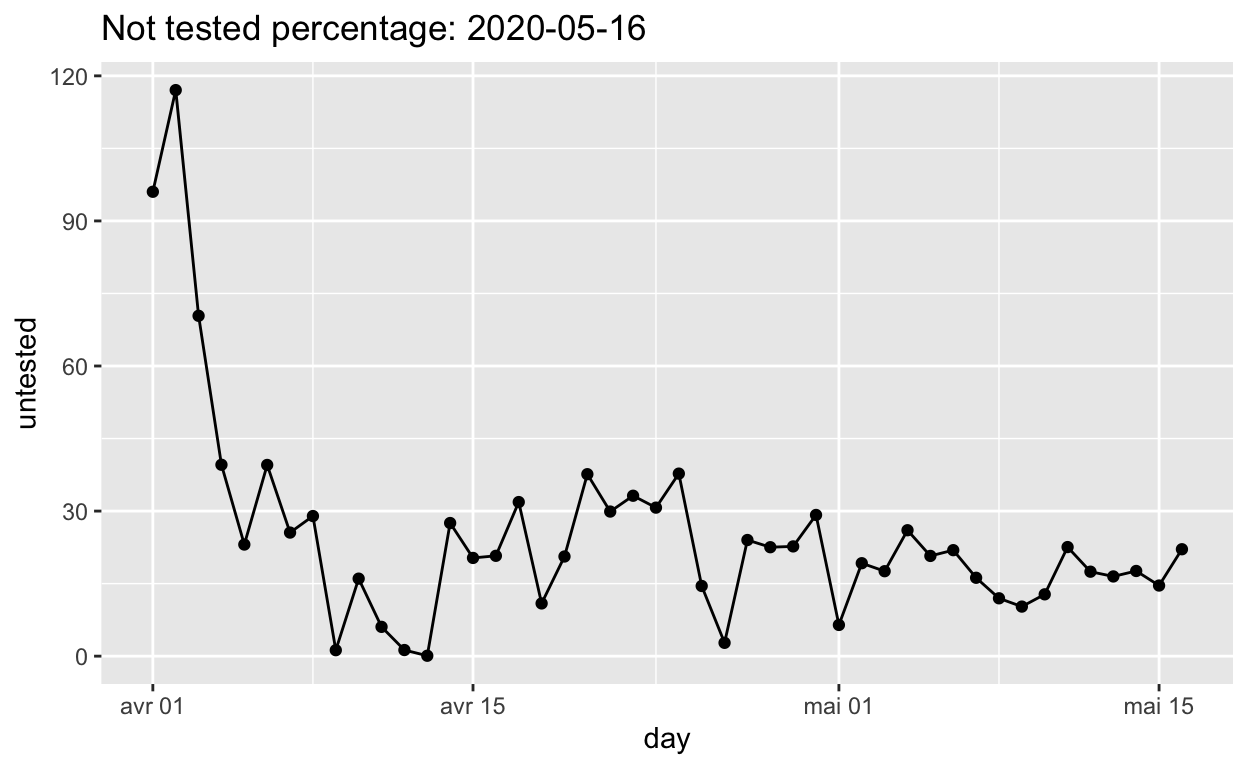 Not tested percentage: 2020-05-16
120
90
60
30
0
untested
avr 01
avr 15
mai 01
mai 15
day